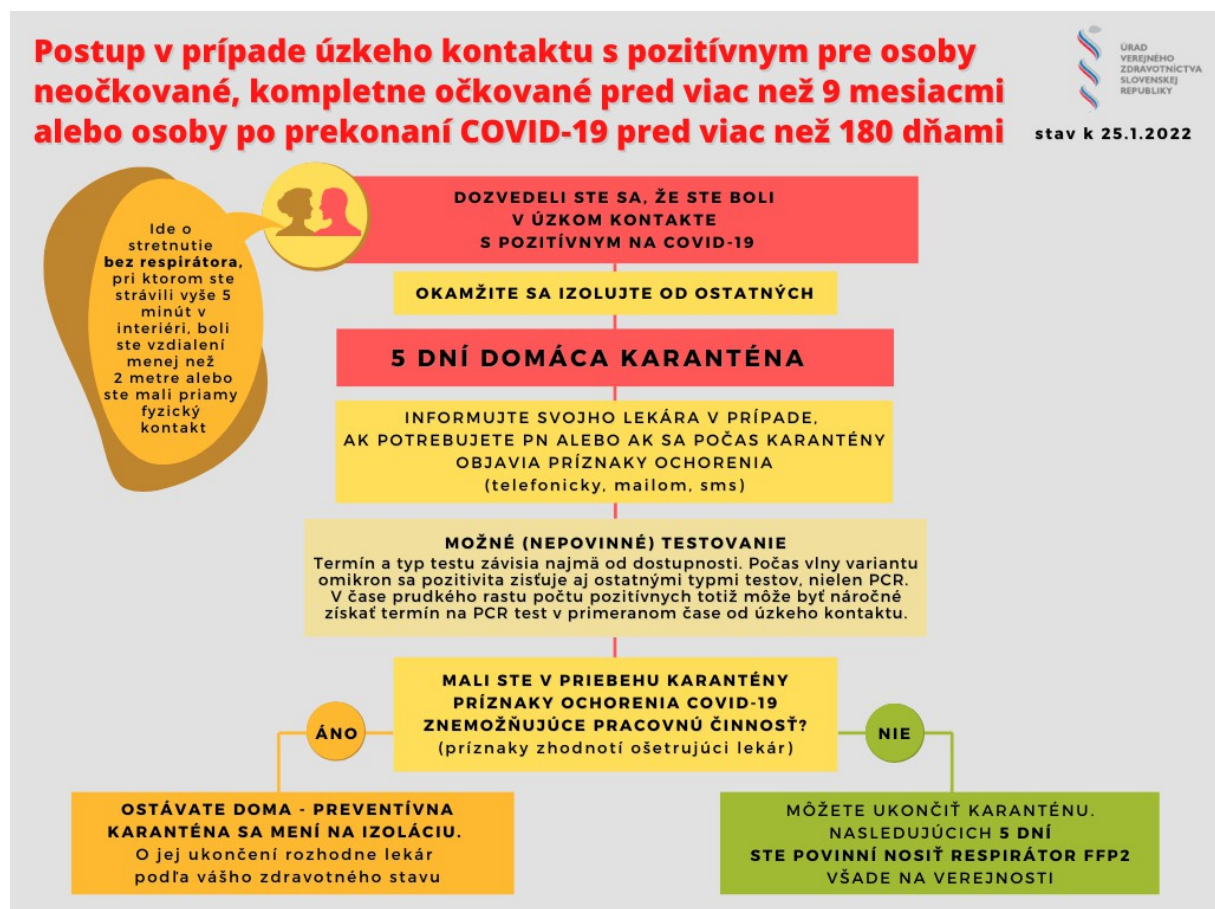 Postup v prípade úzkeho kontaktu s pozitívnym pre osoby
neočkované, kompletne očkované pred viac než 9 mesiacmi
alebo osoby po prekonaní COVID-19 pred viac než 180 dňami
ÚRAD
VEREJNÉHO
ZDRAVOTNÍCTVA
SLOVENSKEJ
REPUBLIKY
stav k 25.1.2022
Ide o
stretnutie
bez respirátora,
pri ktorom ste
strávili vyše 5
minút v
interiéri, boli
ste vzdialení
menej než
2 metre alebo
ste mali priamy
fyzický
kontakt
DOZVEDELI STE SA, ŽE STE BOLI
V ÚZKOM KONTAKTE
S POZITÍVNYM NA COVID-19
OKAMŽITE SA IZOLUJTE OD OSTATNÝCH
5 DNÍ DOMÁCA KARANTÉNA
INFORMUJTE SVOJHO LEKÁRA V PRÍPADE,
AK POTREBUJETE PN ALEBO AK SA POČAS KARANTÉNY
OBJAVIA PRÍZNAKY OCHORENIA
(telefonicky, mailom, sms)
MOŽNÉ (NEPOVINNÉ) TESTOVANIE
Termín a typ testu závisia najmä od dostupnosti. Počas vlny variantu
omikron sa pozitivita zisťuje aj ostatnými typmi testov, nielen PCR.
V čase prudkého rastu počtu pozitívnych totiž môže byť náročné
získať termín na PCR test v primeranom čase od úzkeho kontaktu.
MALI STE V PRIEBEHU KARANTÉNY
PRÍZNAKY OCHORENIA COVID-19
ZNEMOŽŇUJÚCE PRACOVNÚ ČINNOSŤ?
(príznaky zhodnotí ošetrujúci lekár)
ÁNO
NIE
OSTÁVATE DOMA - PREVENTÍVNA
KARANTÉNA SA MENÍ NA IZOLÁCIU.
O jej ukončení rozhodne lekár
podľa vášho zdravotného stavu
MÔŽETE UKONČIŤ KARANTÉNU.
NASLEDUJÚCICH 5 DNÍ
STE POVINNÍ NOSIŤ RESPIRÁTOR FFP2
VŠADE NA VEREJNOSTI